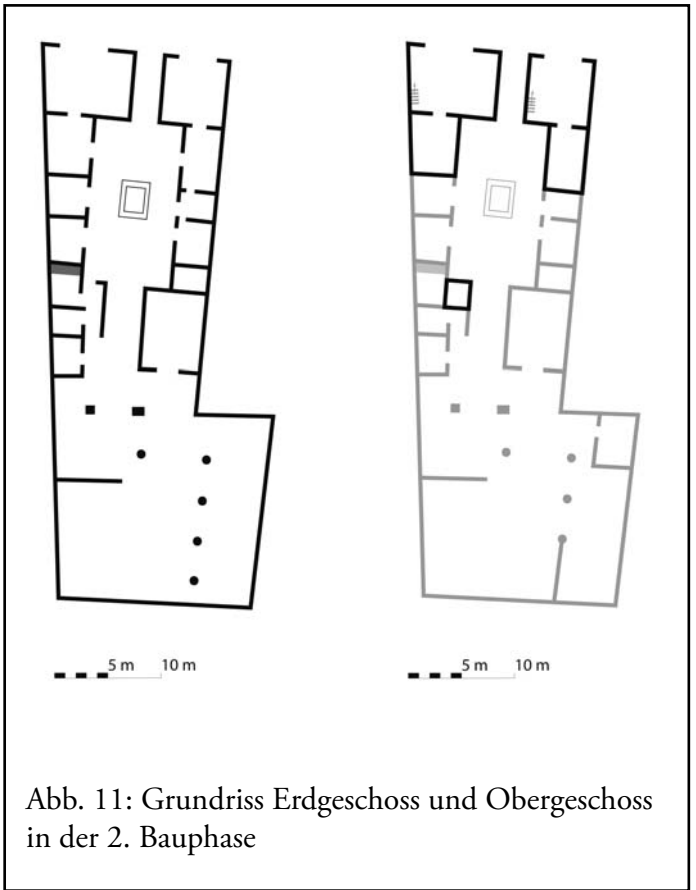 5 m 10 m
5 m 10 m
Abb. 11: Grundriss Erdgeschoss und Obergeschoss
in der 2. Bauphase